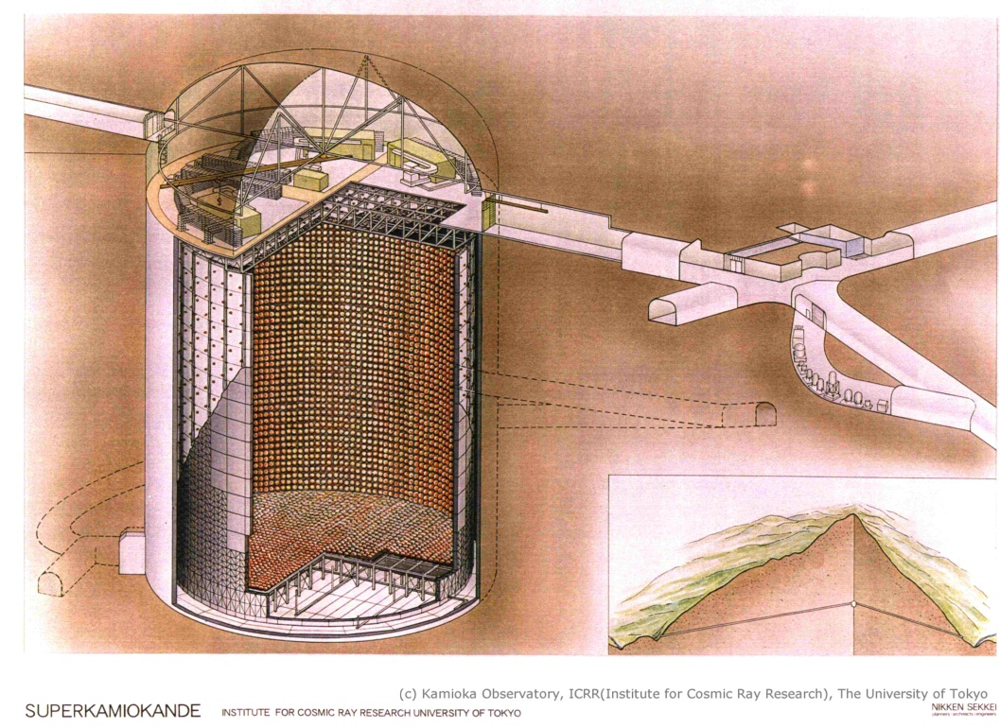 (c) Kamioka Observatory, ICRR(Institute for Cosmic Ray Research), The University of Tokyo
SUPERKAMIOKANDE INSTITUTE FOR COSMIC RAY RESEARCH UNIVERSITY OF TOKYO
NIKKEN SEKKEI